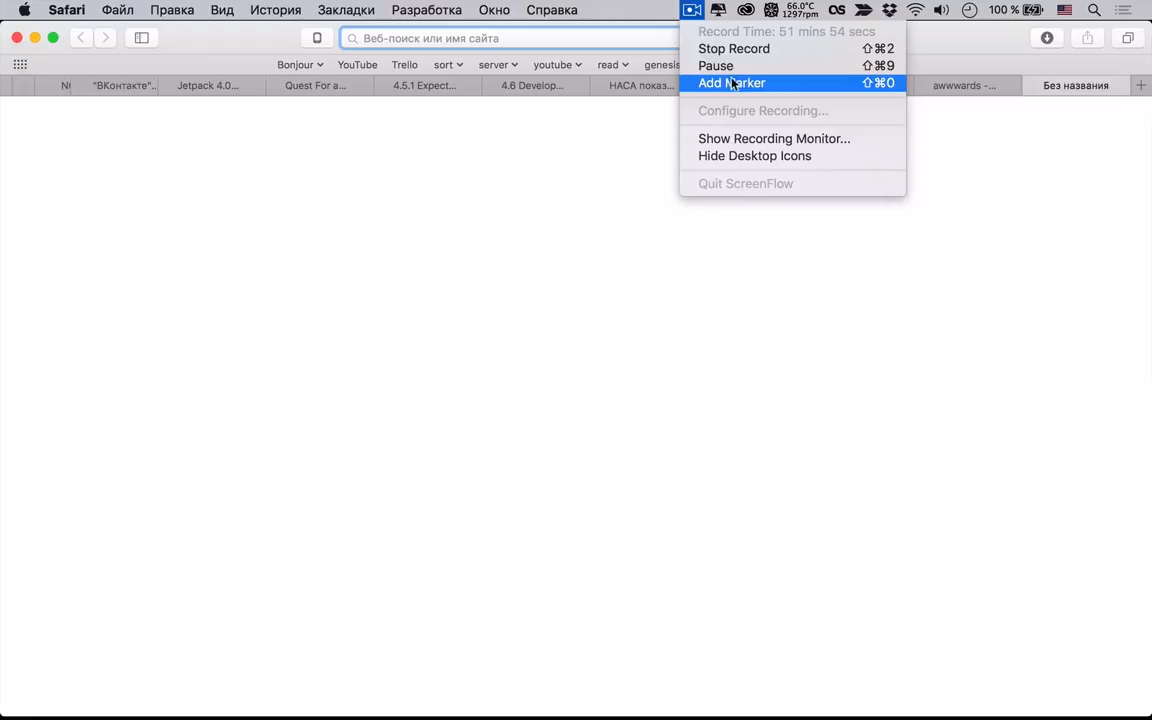 Safari Файл Правка Вид История Закладки Разработка Окно Справка 66.0°C 1297rpm 100 %
Record Time: 51 mins 54 secs
Веб-поиск или имя сайта
Stop Record ⇧⌘2
Bonjour YouTube Trello sort server youtube read genesis
Pause ⇧⌘9
"ВКонтакте".. Jetpack 4.0... Quest For a... 4.5.1 Expect... 4.6 Develop... НАСА показ... awwwards -... Без названия
Add Marker ⇧⌘0
Configure Recording...
Show Recording Monitor...
Hide Desktop Icons
Quit ScreenFlow